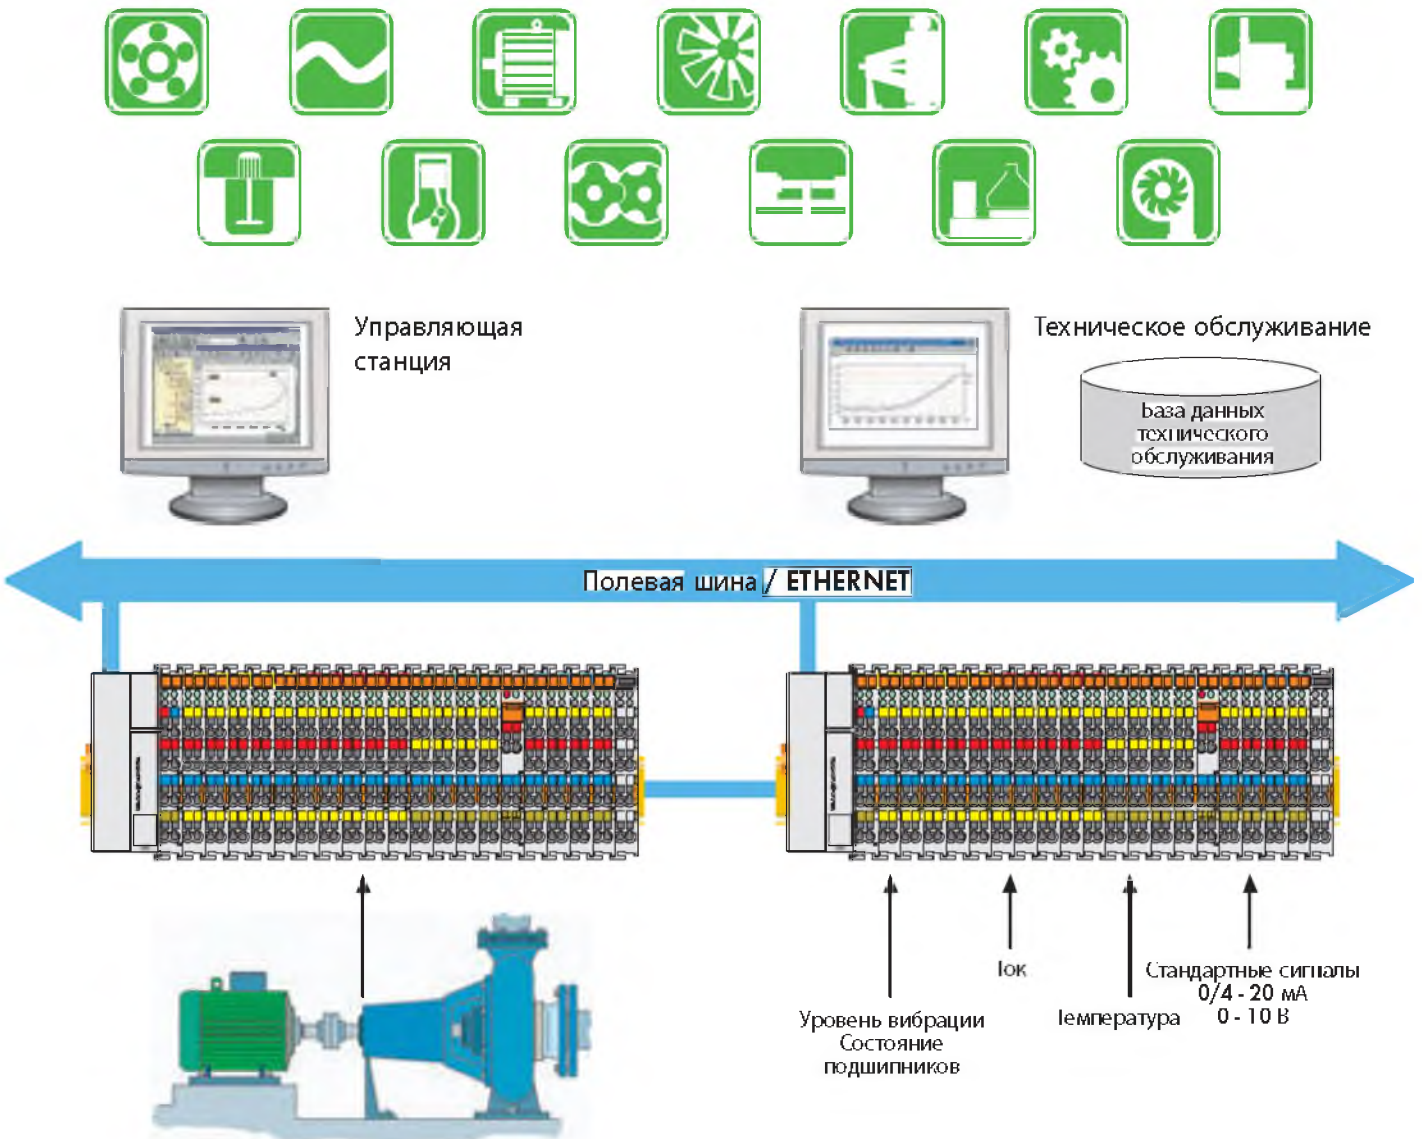 Управляющая
станция
Техническое обслуживание
База данных
технического
обслуживания
Полевая шина / ETHERNET
Ток
Стандартные сигналы
0/4 - 20 мА
0 - 10 В
Температура
Уровень вибрации
Состояние
подшипников